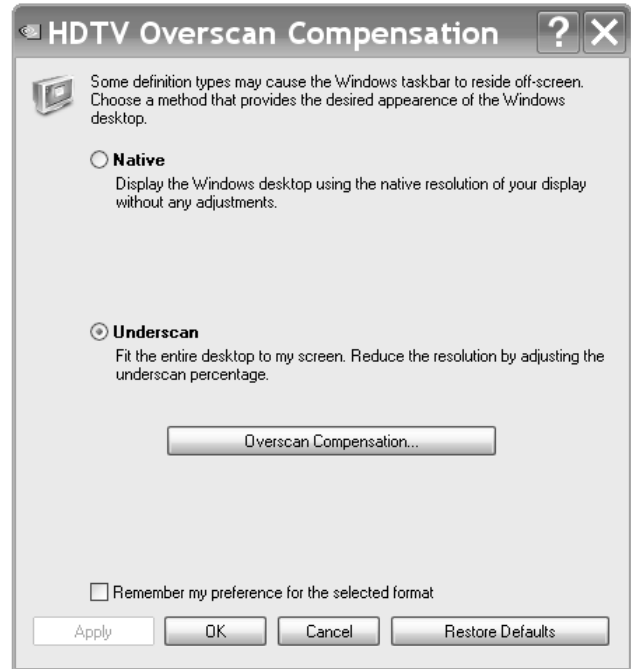 HDTV Overscan Compensation
Some definition types may cause the Windows taskbar to reside off-screen.
Choose a method that provides the desired appearence of the Windows
desktop.
Native
Display the Windows desktop using the native resolution of your display
without any adjustments.
Underscan
Fit the entire desktop to my screen. Reduce the resolution by adjusting the
underscan percentage.
Overscan Compensation...
Remember my preference for the selected format
Apply OK Cancel Restore Defaults